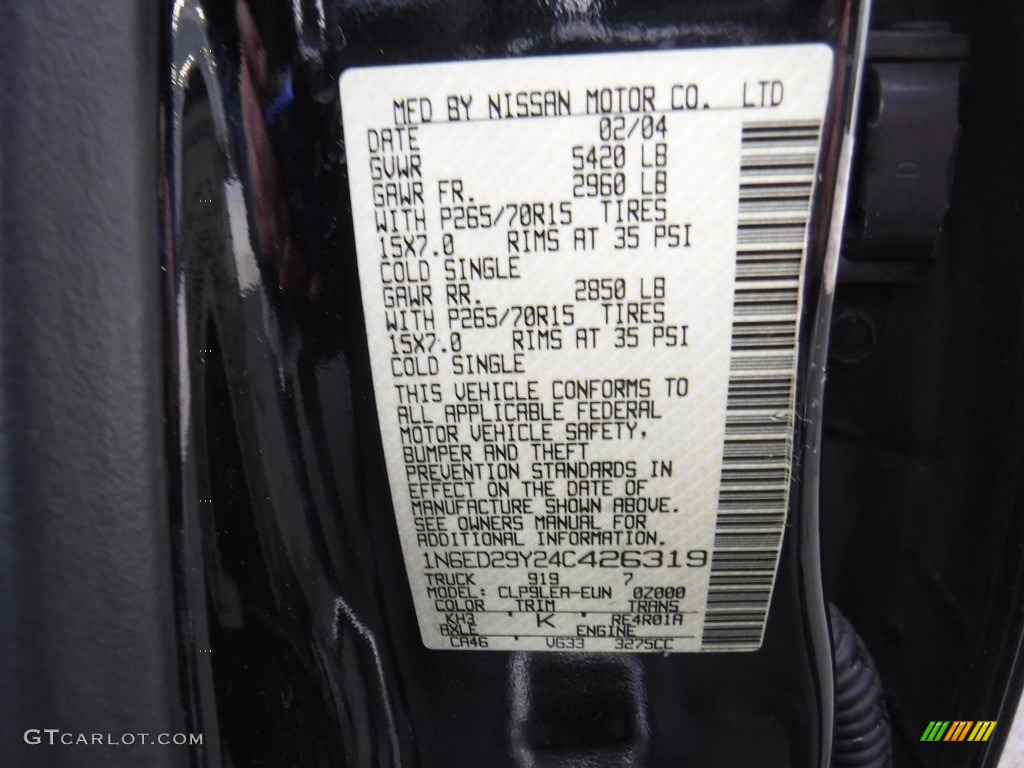 MFD BY NISSAN MOTOR CO. LTD
DATE 02/04
GVWR 5420 LB
GAWR FR. 2960 LB
WITH P265/70R15 TIRES
15X7.0 RIMS AT 35 PSI
COLD SINGLE
GAWR RR. 2850 LB
WITH P265/70R15 TIRES
15X7.0 RIMS AT 35 PSI
COLD SINGLE
THIS VEHICLE CONFORMS TO
ALL APPLICABLE FEDERAL
MOTOR VEHICLE SAFETY,
BUMPER AND THEFT
PREVENTION STANDARDS IN
EFFECT ON THE DATE OF
MANUFACTURE SHOWN ABOVE.
SEE OWNERS MANUAL FOR
ADDITIONAL INFORMATION.
1N6ED29Y24C426319
TRUCK 919 7
MODEL: CLP9LEA-EUN 0Z000
COLOR TRIM TRANS
KH3 K RE4R01A
AXLE ENGINE
CA46 VG33 3275CC
GTCARLOT.COM